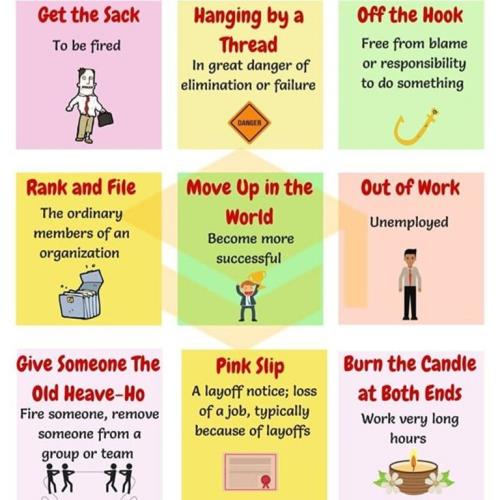 Get the Sack
To be fired
Hanging by a
Thread
In great danger of
elimination or failure
DANGER
Off the Hook
Free from blame
or responsibility
to do something
Rank and File
The ordinary
members of an
organization
Move Up in the
World
Become more
successful
Out of Work
Unemployed
Give Someone The
Old Heave-Ho
Fire someone, remove
someone from a
group or team
Pink Slip
A layoff notice; loss
of a job, typically
because of layoffs
Burn the Candle
at Both Ends
Work very long
hours